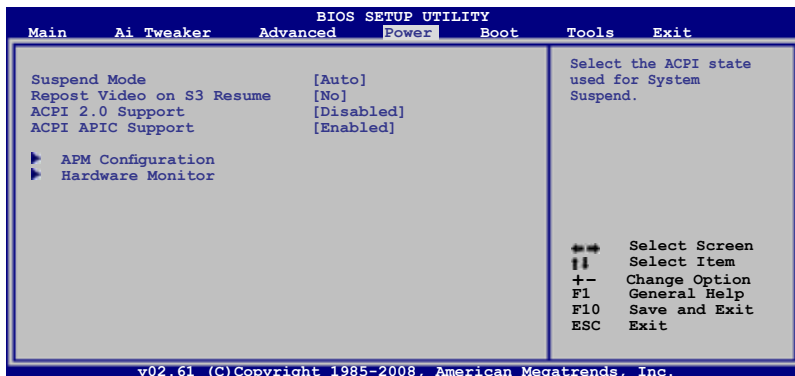 BIOS SETUP UTILITY
Main Ai Tweaker Advanced Power Boot Tools Exit
Suspend Mode [Auto]
Repost Video on S3 Resume [No]
ACPI 2.0 Support [Disabled]
ACPI APIC Support [Enabled]
APM Configuration
Hardware Monitor
Select the ACPI state
used for System
Suspend.
Select Screen
Select Item
+- Change Option
F1 General Help
F10 Save and Exit
ESC Exit
v02.61 (C)Copyright 1985-2008, American Megatrends, Inc.